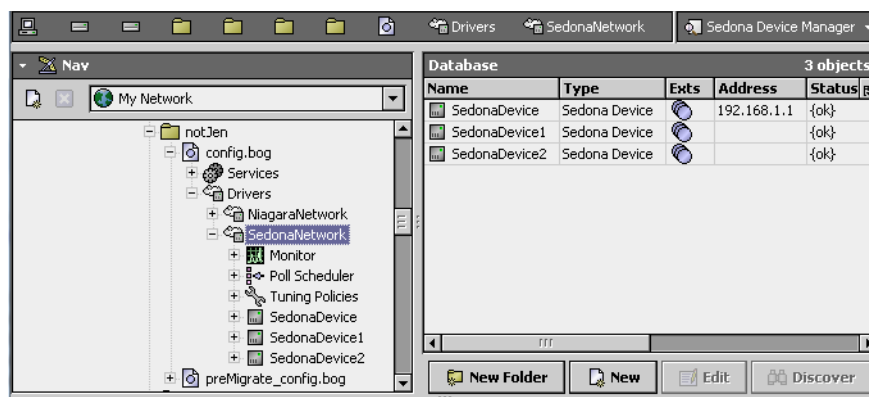 Drivers SedonaNetwork Sedona Device Manager
Nav
My Network
notJen
config.bog
Services
Drivers
NiagaraNetwork
SedonaNetwork
Monitor
Poll Scheduler
Tuning Policies
SedonaDevice
SedonaDevice1
SedonaDevice2
preMigrate_config.bog
Database 3 objects
Name Type Exts Address Status
SedonaDevice Sedona Device 192.168.1.1 {ok}
SedonaDevice1 Sedona Device {ok}
SedonaDevice2 Sedona Device {ok}
New Folder New Edit Discover